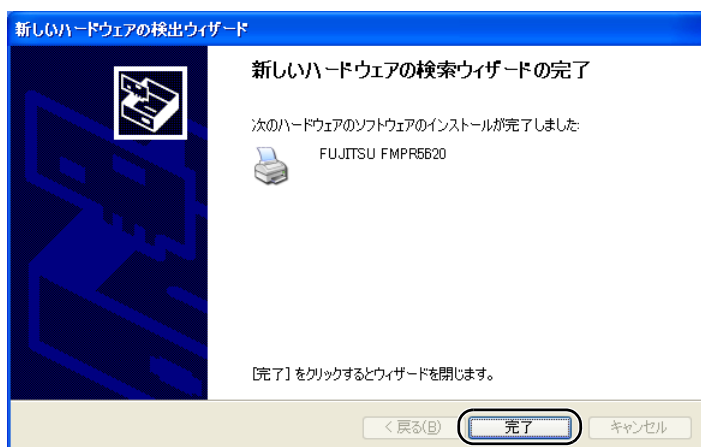 新しいハードウェアの検出ウィザード
新しいハードウェアの検索ウィザードの完了
次のハードウェアのソフトウェアのインストールが完了しました:
FUJITSU FMPR5620
[完了] をクリックするとウィザードを閉じます。
< 戻る(B)
完了
キャンセル